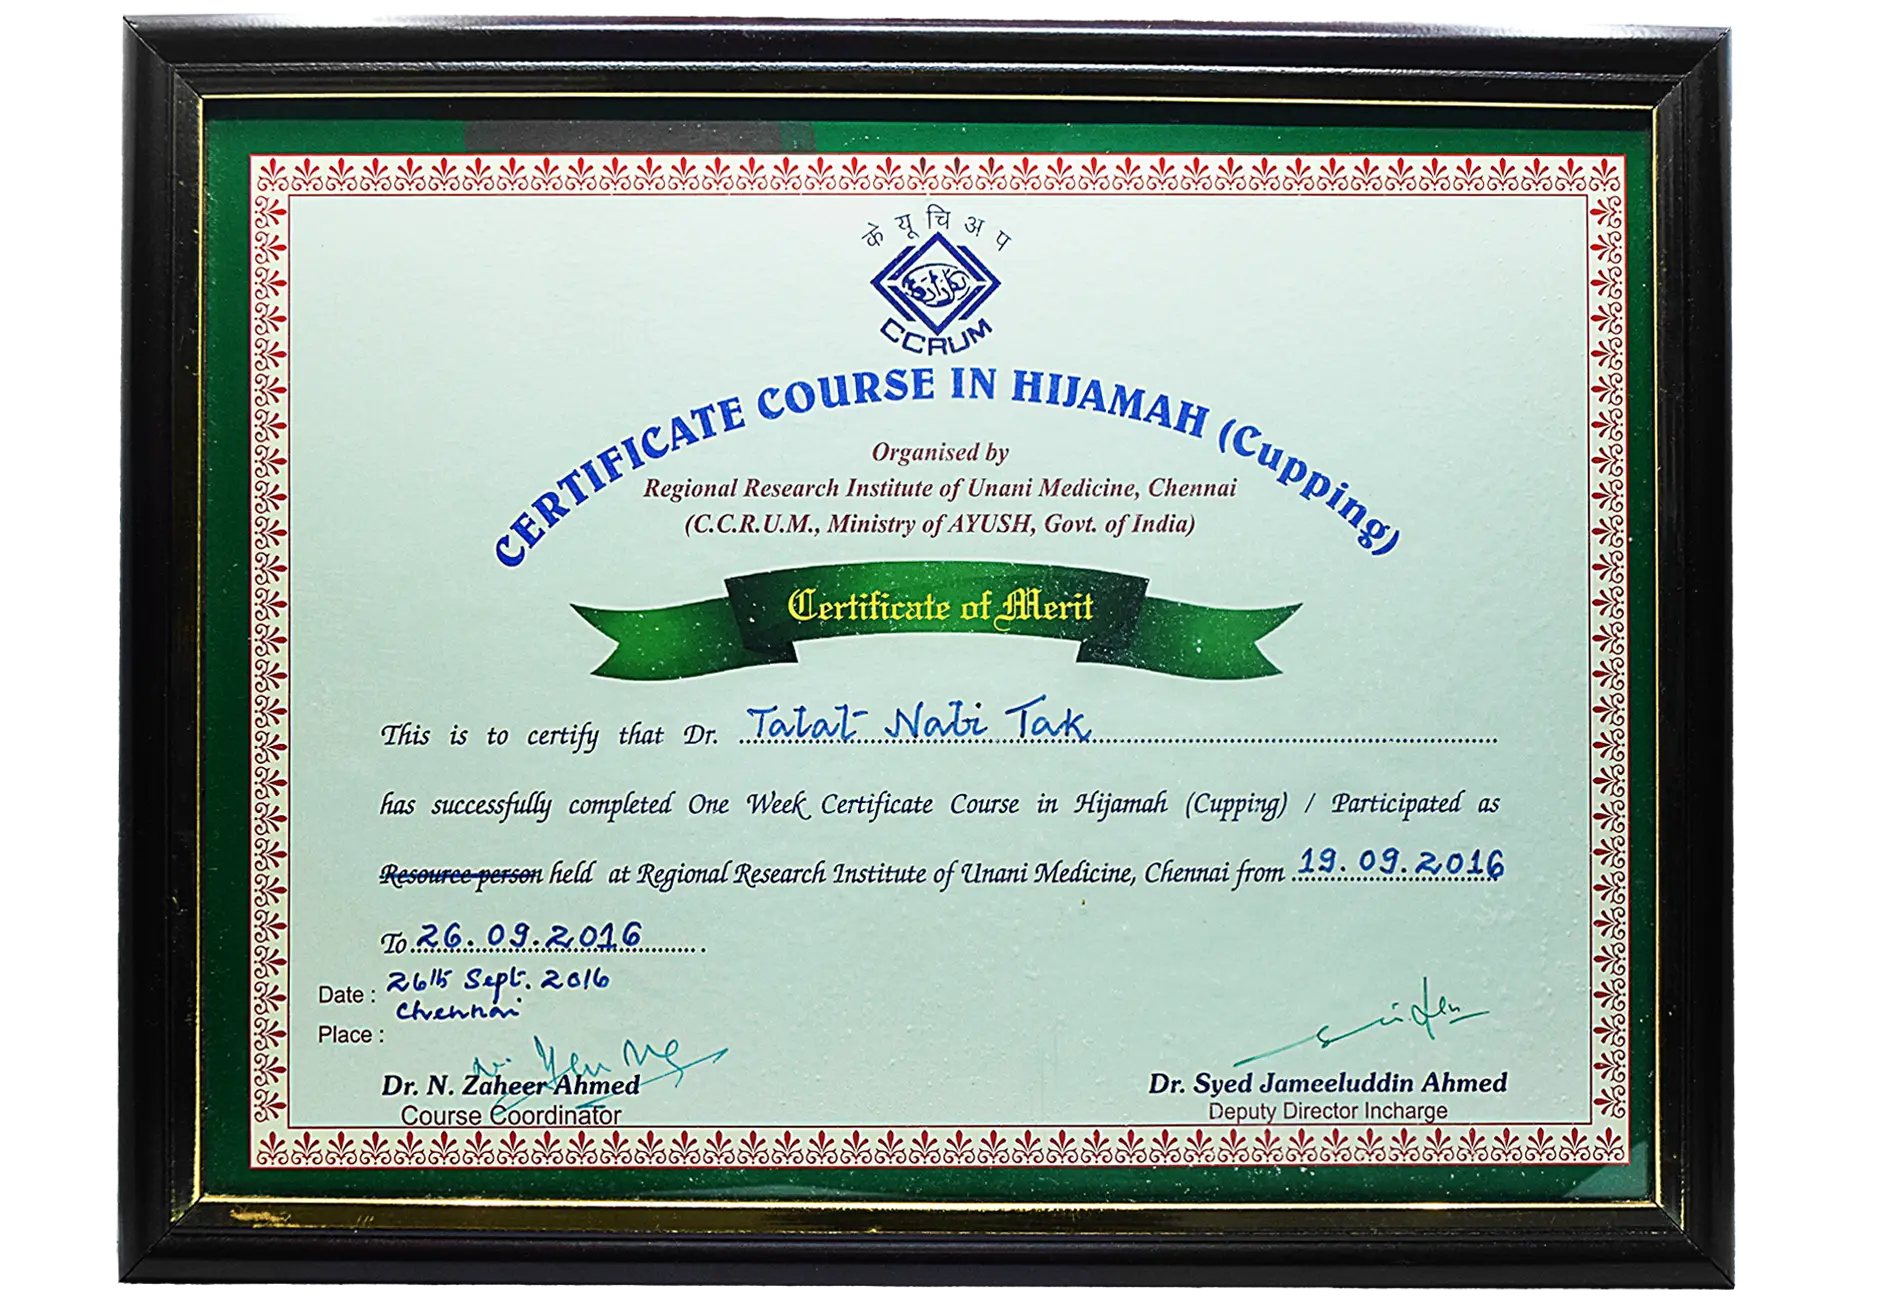 के यू चि अ प
CCRUM
CERTIFICATE COURSE IN HIJAMAH (Cupping)
Organised by
Regional Research Institute of Unani Medicine, Chennai
(C.C.R.U.M., Ministry of AYUSH, Govt. of India)
Certificate of Merit
This is to certify that Dr. Talat Nabi Tak
has successfully completed One Week Certificate Course in Hijamah (Cupping) / Participated as
Resource person held at Regional Research Institute of Unani Medicine, Chennai from 19.09.2016
To 26.09.2016
Date : 26th Sept. 2016
Chennai
Place :
Dr. N. Zaheer Ahmed
Course Coordinator
Dr. Syed Jameeluddin Ahmed
Deputy Director Incharge